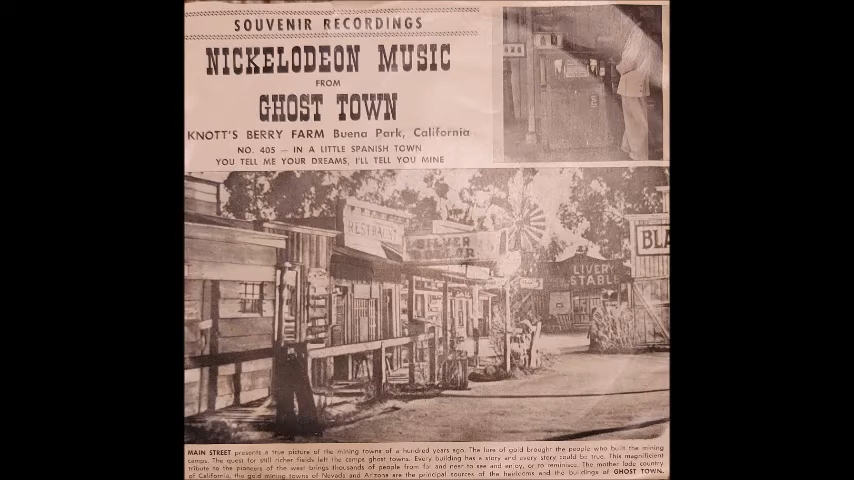 SOUVENIR RECORDINGS
NICKELODEON MUSIC
FROM
GHOST TOWN
KNOTT'S BERRY FARM Buena Park, California
NO. 405 — IN A LITTLE SPANISH TOWN
YOU TELL ME YOUR DREAMS, I'LL TELL YOU MINE
RESTRAUNT
SILVER
DOLLAR
LIVERY
STABLE
BLA
MAIN STREET presents a true picture of the mining towns of a hundred years ago. The lure of gold brought the people who built the mining
camps. The quest for still richer fields left the camps ghost towns. Every building has a story and every story could be true. This magnificent
tribute to the pioneers of the west brings thousands of people from far and near to see and enjoy, or to reminisce. The mother lode country
of California, the gold mining towns of Nevada and Arizona are the principal sources of the heirlooms and the buildings of GHOST TOWN.